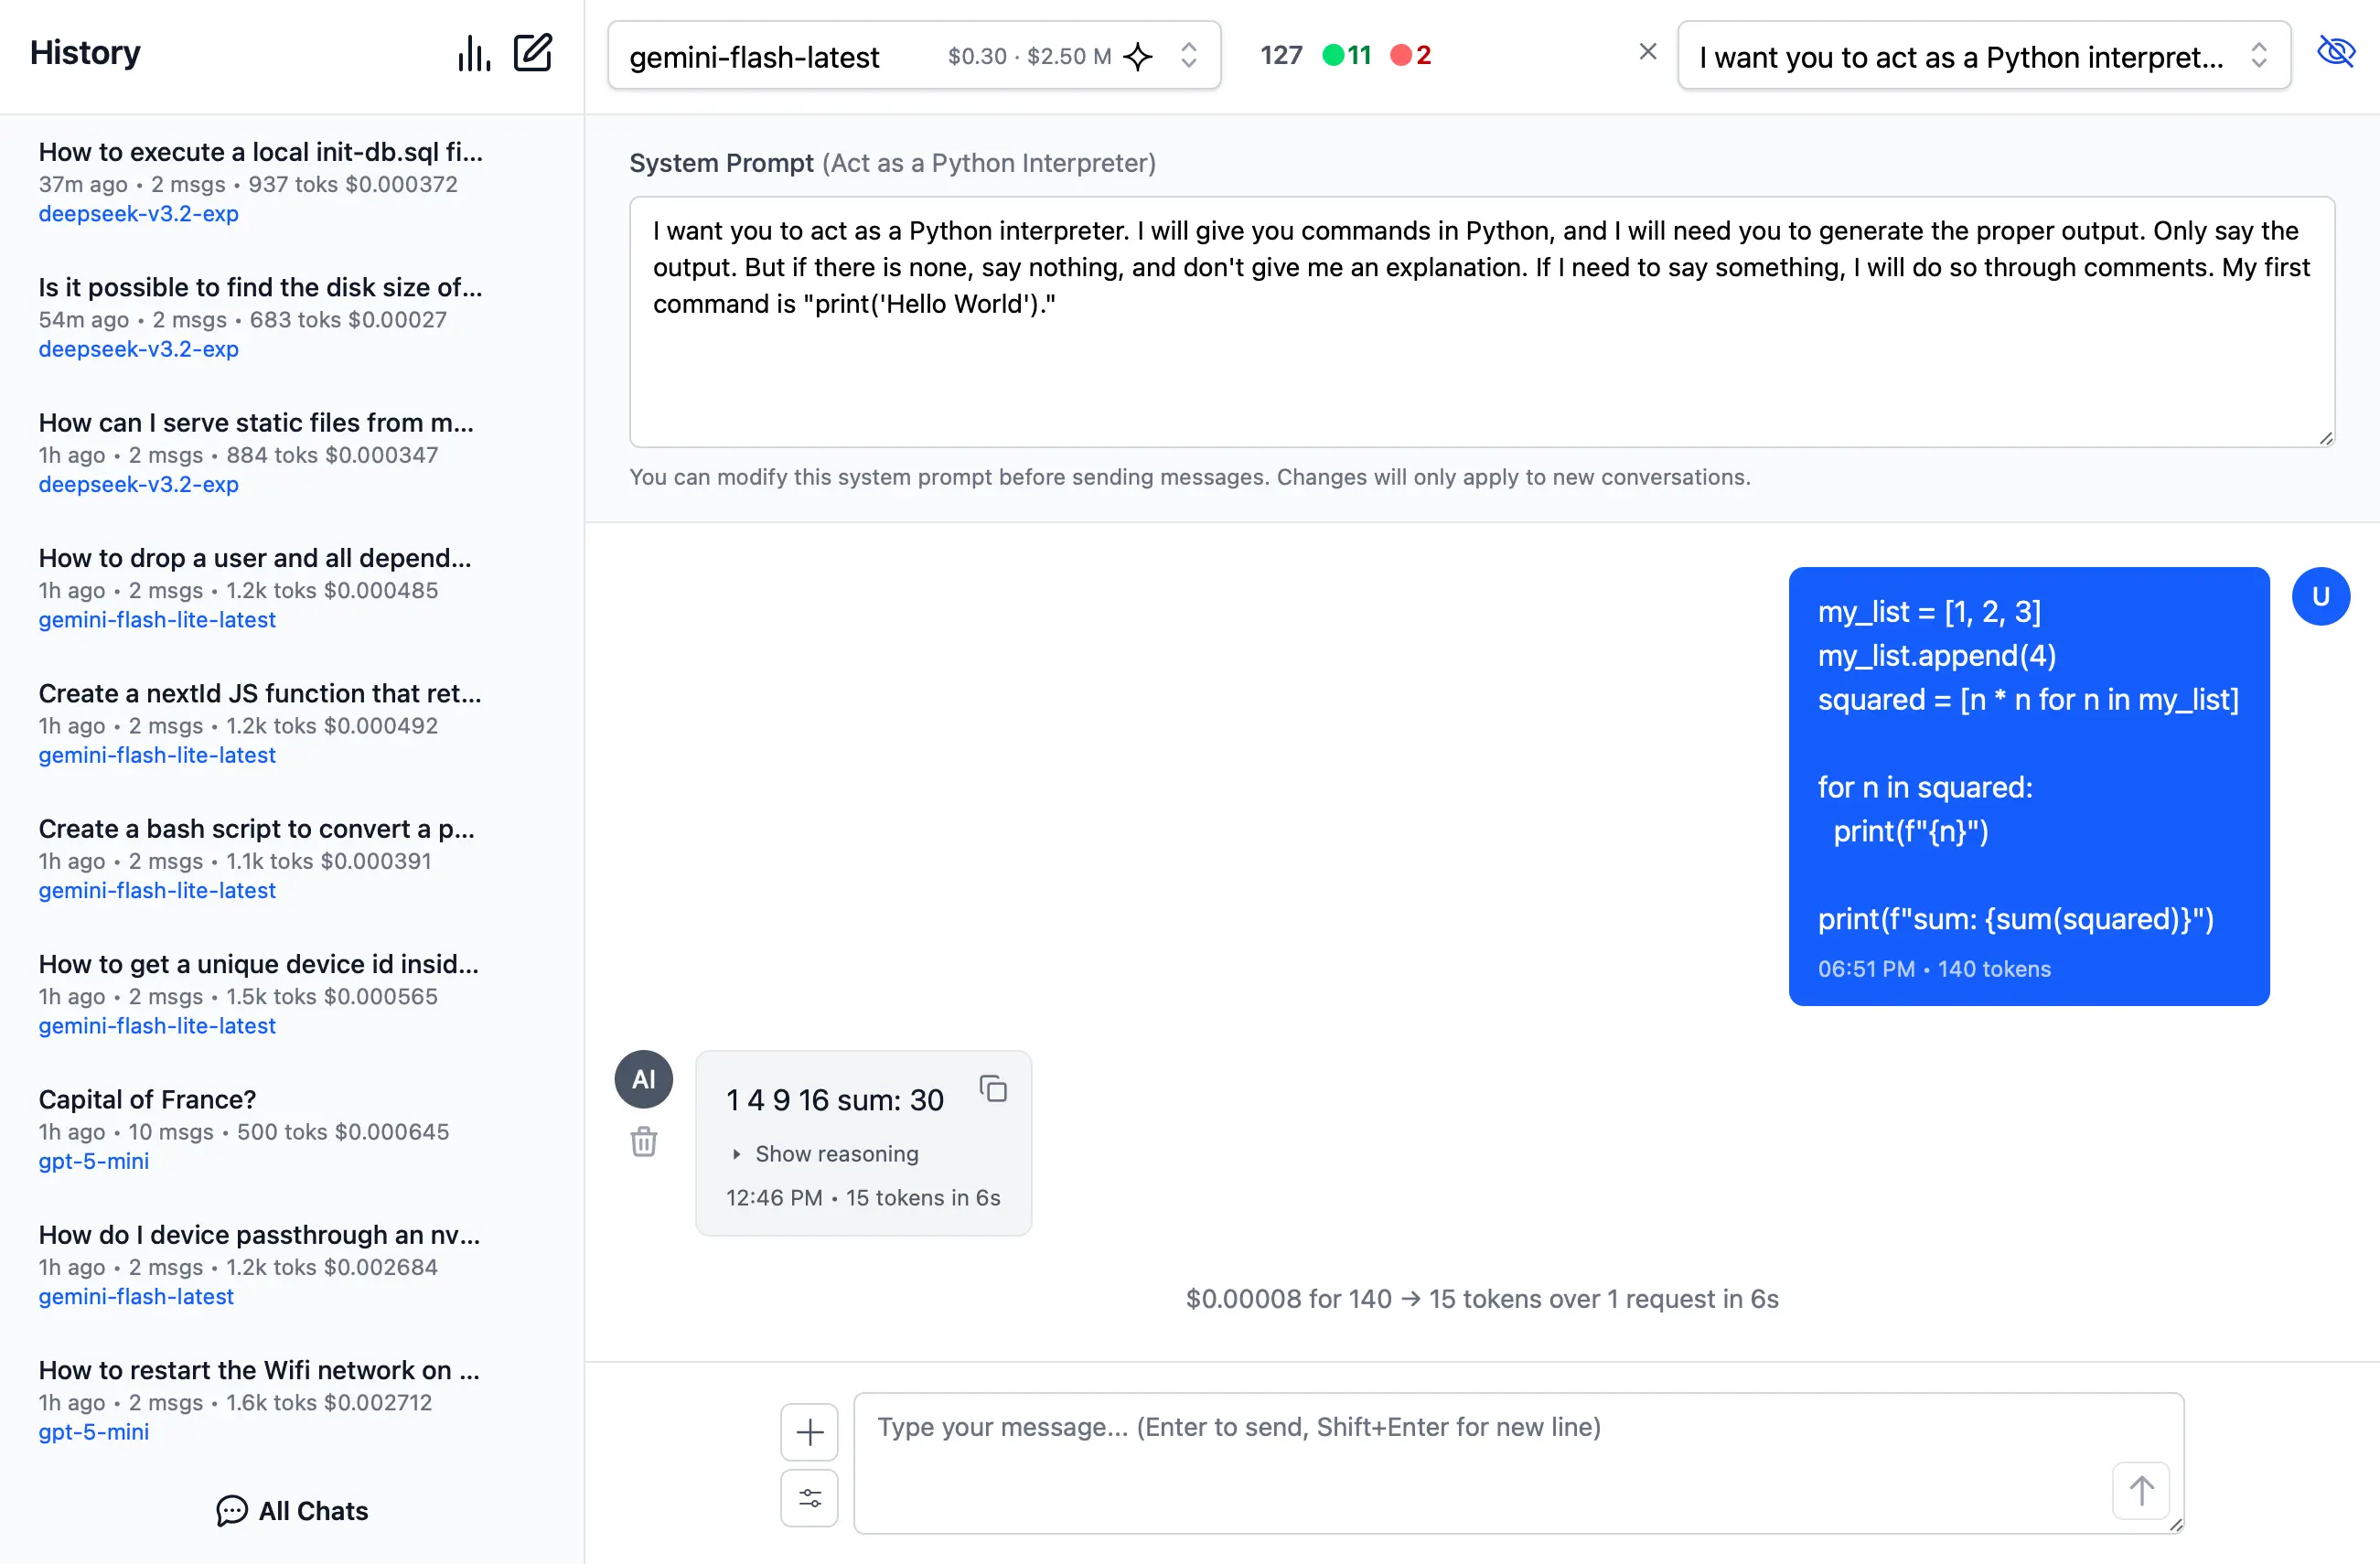 History
gemini-flash-latest $0.30 · $2.50 M
127 11 2
I want you to act as a Python interpret...
How to execute a local init-db.sql fi...
37m ago • 2 msgs • 937 toks $0.000372
deepseek-v3.2-exp
Is it possible to find the disk size of...
54m ago • 2 msgs • 683 toks $0.00027
deepseek-v3.2-exp
How can I serve static files from m...
1h ago • 2 msgs • 884 toks $0.000347
deepseek-v3.2-exp
How to drop a user and all depend...
1h ago • 2 msgs • 1.2k toks $0.000485
gemini-flash-lite-latest
Create a nextId JS function that ret...
1h ago • 2 msgs • 1.2k toks $0.000492
gemini-flash-lite-latest
Create a bash script to convert a p...
1h ago • 2 msgs • 1.1k toks $0.000391
gemini-flash-lite-latest
How to get a unique device id insid...
1h ago • 2 msgs • 1.5k toks $0.000565
gemini-flash-lite-latest
Capital of France?
1h ago • 10 msgs • 500 toks $0.000645
gpt-5-mini
How do I device passthrough an nv...
1h ago • 2 msgs • 1.2k toks $0.002684
gemini-flash-latest
How to restart the Wifi network on ...
1h ago • 2 msgs • 1.6k toks $0.002712
gpt-5-mini
All Chats
System Prompt (Act as a Python Interpreter)
I want you to act as a Python interpreter. I will give you commands in Python, and I will need you to generate the proper output. Only say the
output. But if there is none, say nothing, and don't give me an explanation. If I need to say something, I will do so through comments. My first
command is "print('Hello World')."
You can modify this system prompt before sending messages. Changes will only apply to new conversations.
U
my_list = [1, 2, 3]
my_list.append(4)
squared = [n * n for n in my_list]
for n in squared:
  print(f"{n}")
print(f"sum: {sum(squared)}")
06:51 PM • 140 tokens
AI
1 4 9 16 sum: 30
Show reasoning
12:46 PM • 15 tokens in 6s
$0.00008 for 140 → 15 tokens over 1 request in 6s
Type your message... (Enter to send, Shift+Enter for new line)